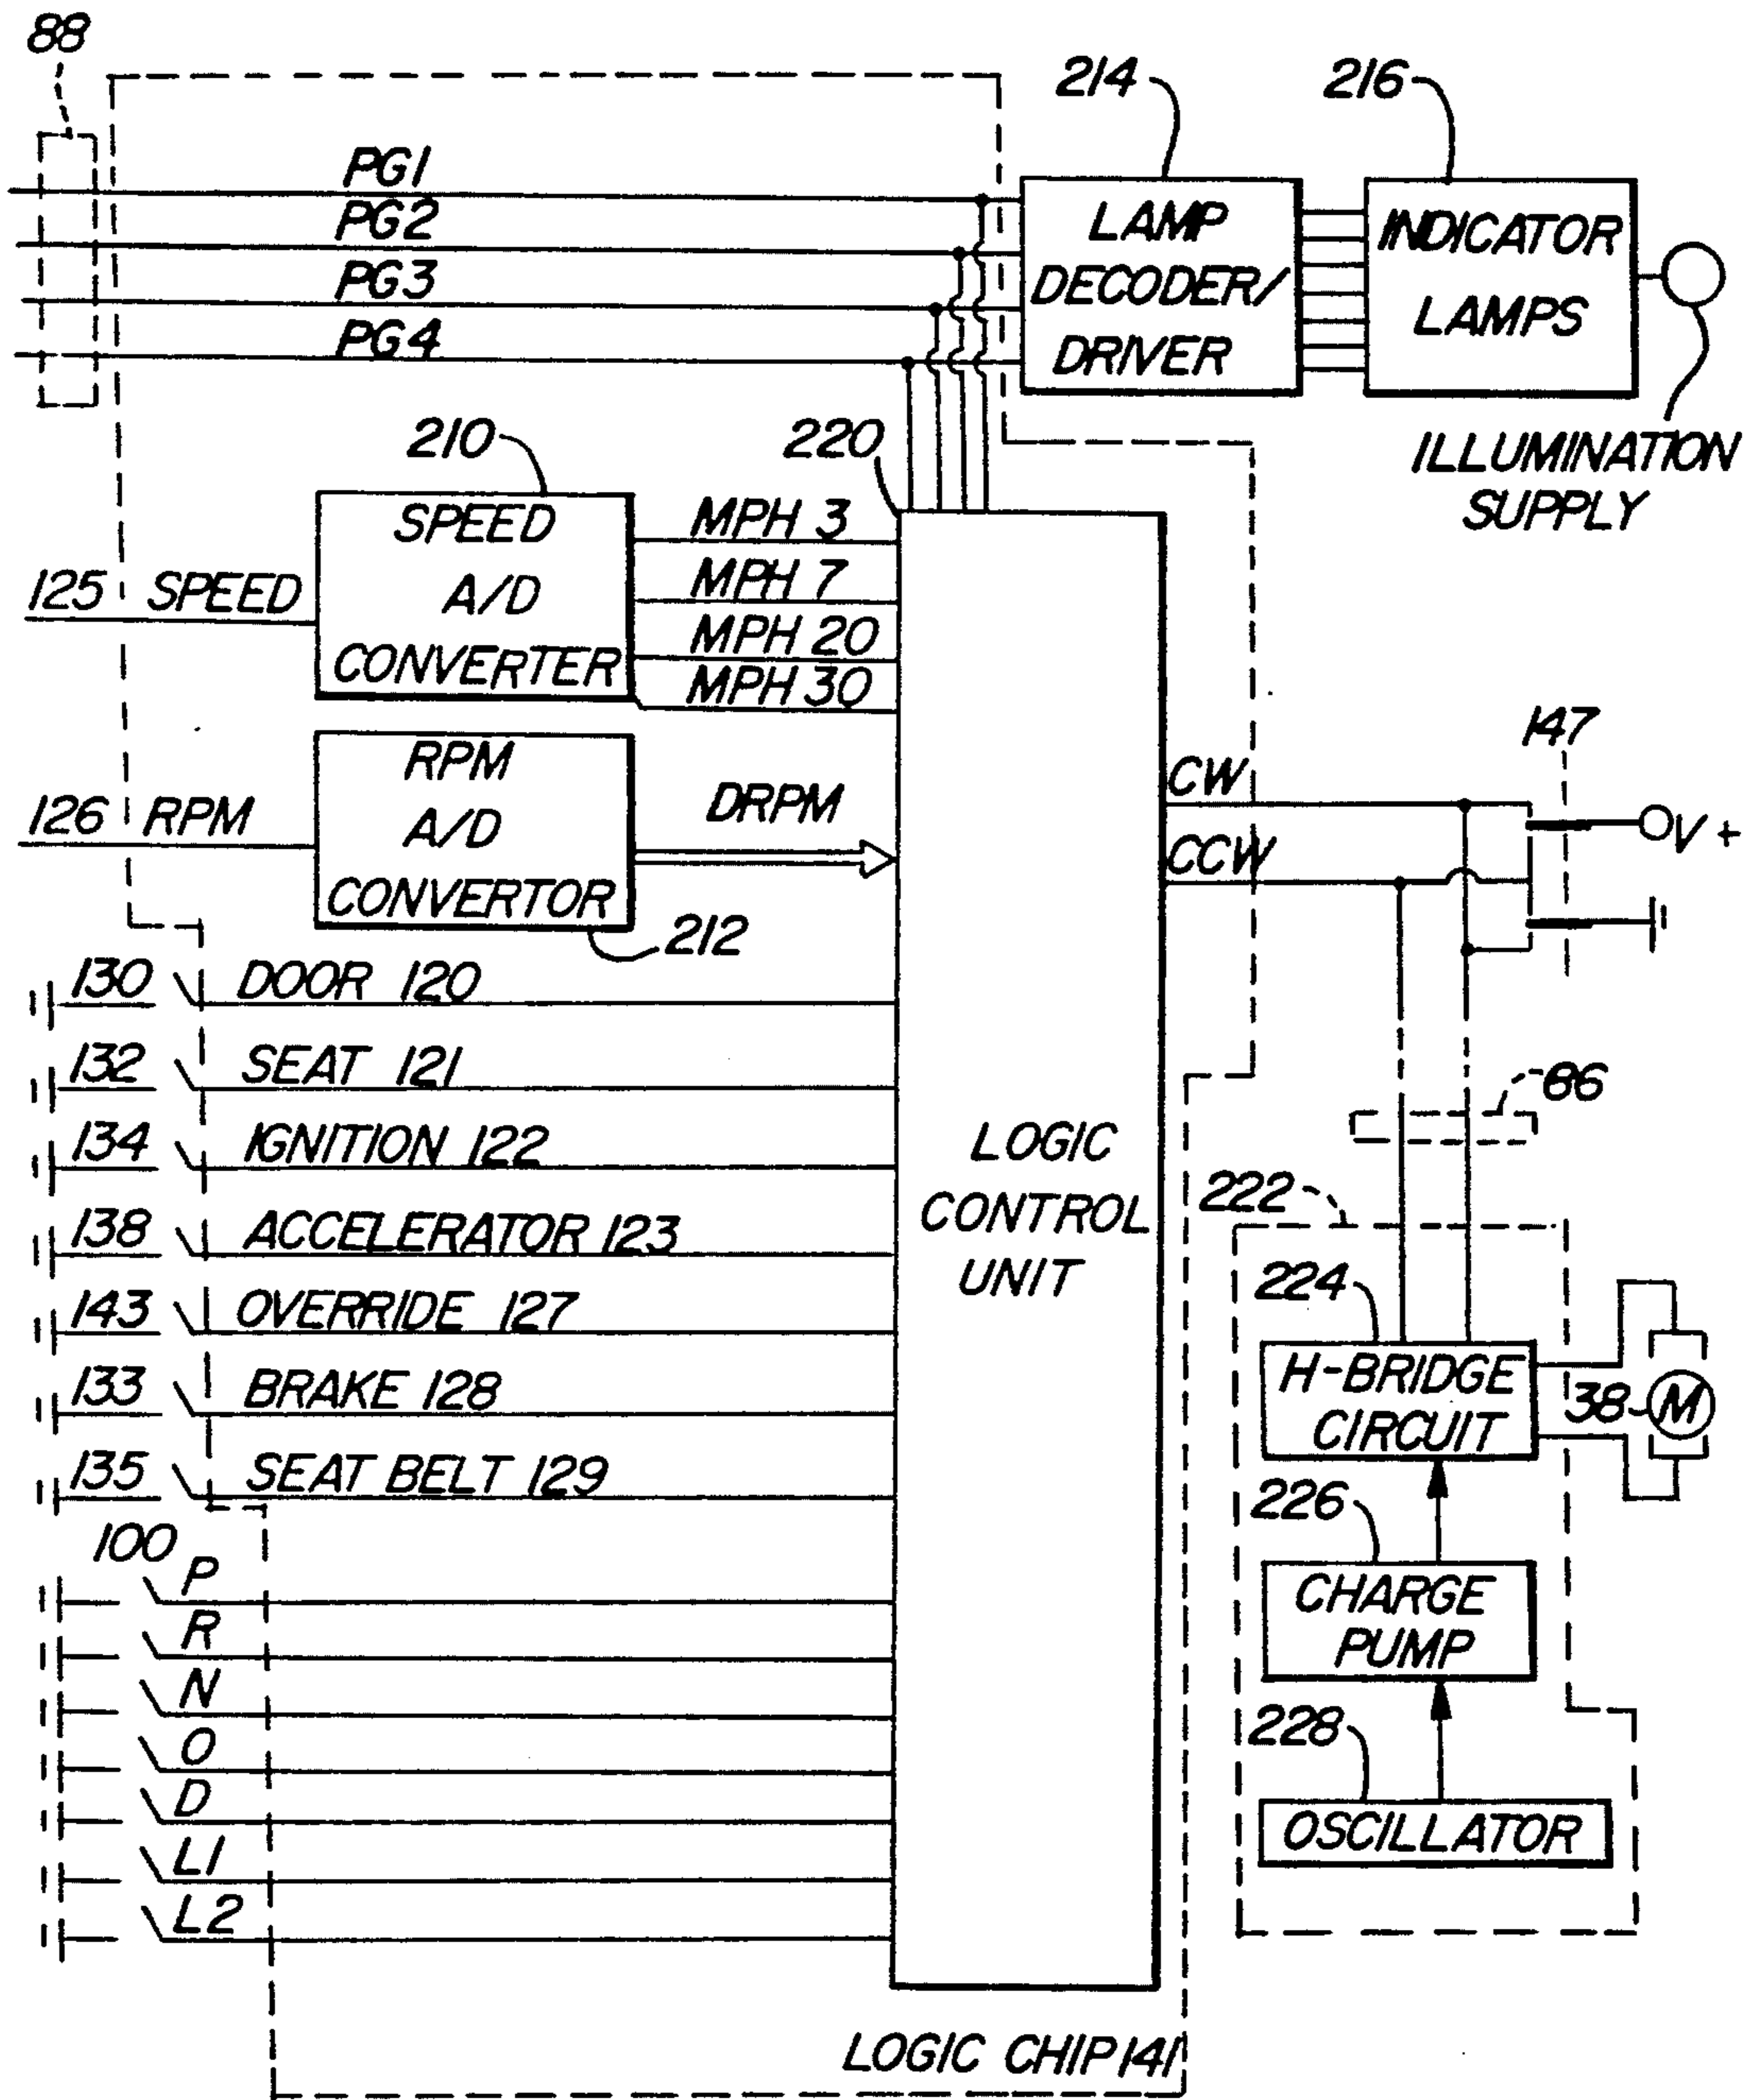 88
214
216
PG1
PG2
PG3
PG4
LAMP
DECODER/
DRIVER
INDICATOR
LAMPS
ILLUMINATION
SUPPLY
210
220
SPEED
A/D
CONVERTER
125 SPEED
MPH 3
MPH 7
MPH 20
MPH 30
RPM
A/D
CONVERTOR
126 RPM
DRPM
212
CW
CCW
147
V +
130 DOOR 120
132 SEAT 121
134 IGNITION 122
138 ACCELERATOR 123
143 OVERRIDE 127
133 BRAKE 128
135 SEAT BELT 129
100
P
R
N
O
D
L1
L2
LOGIC
CONTROL
UNIT
86
222
224
H-BRIDGE
CIRCUIT
38
M
226
CHARGE
PUMP
228
OSCILLATOR
LOGIC CHIP 141